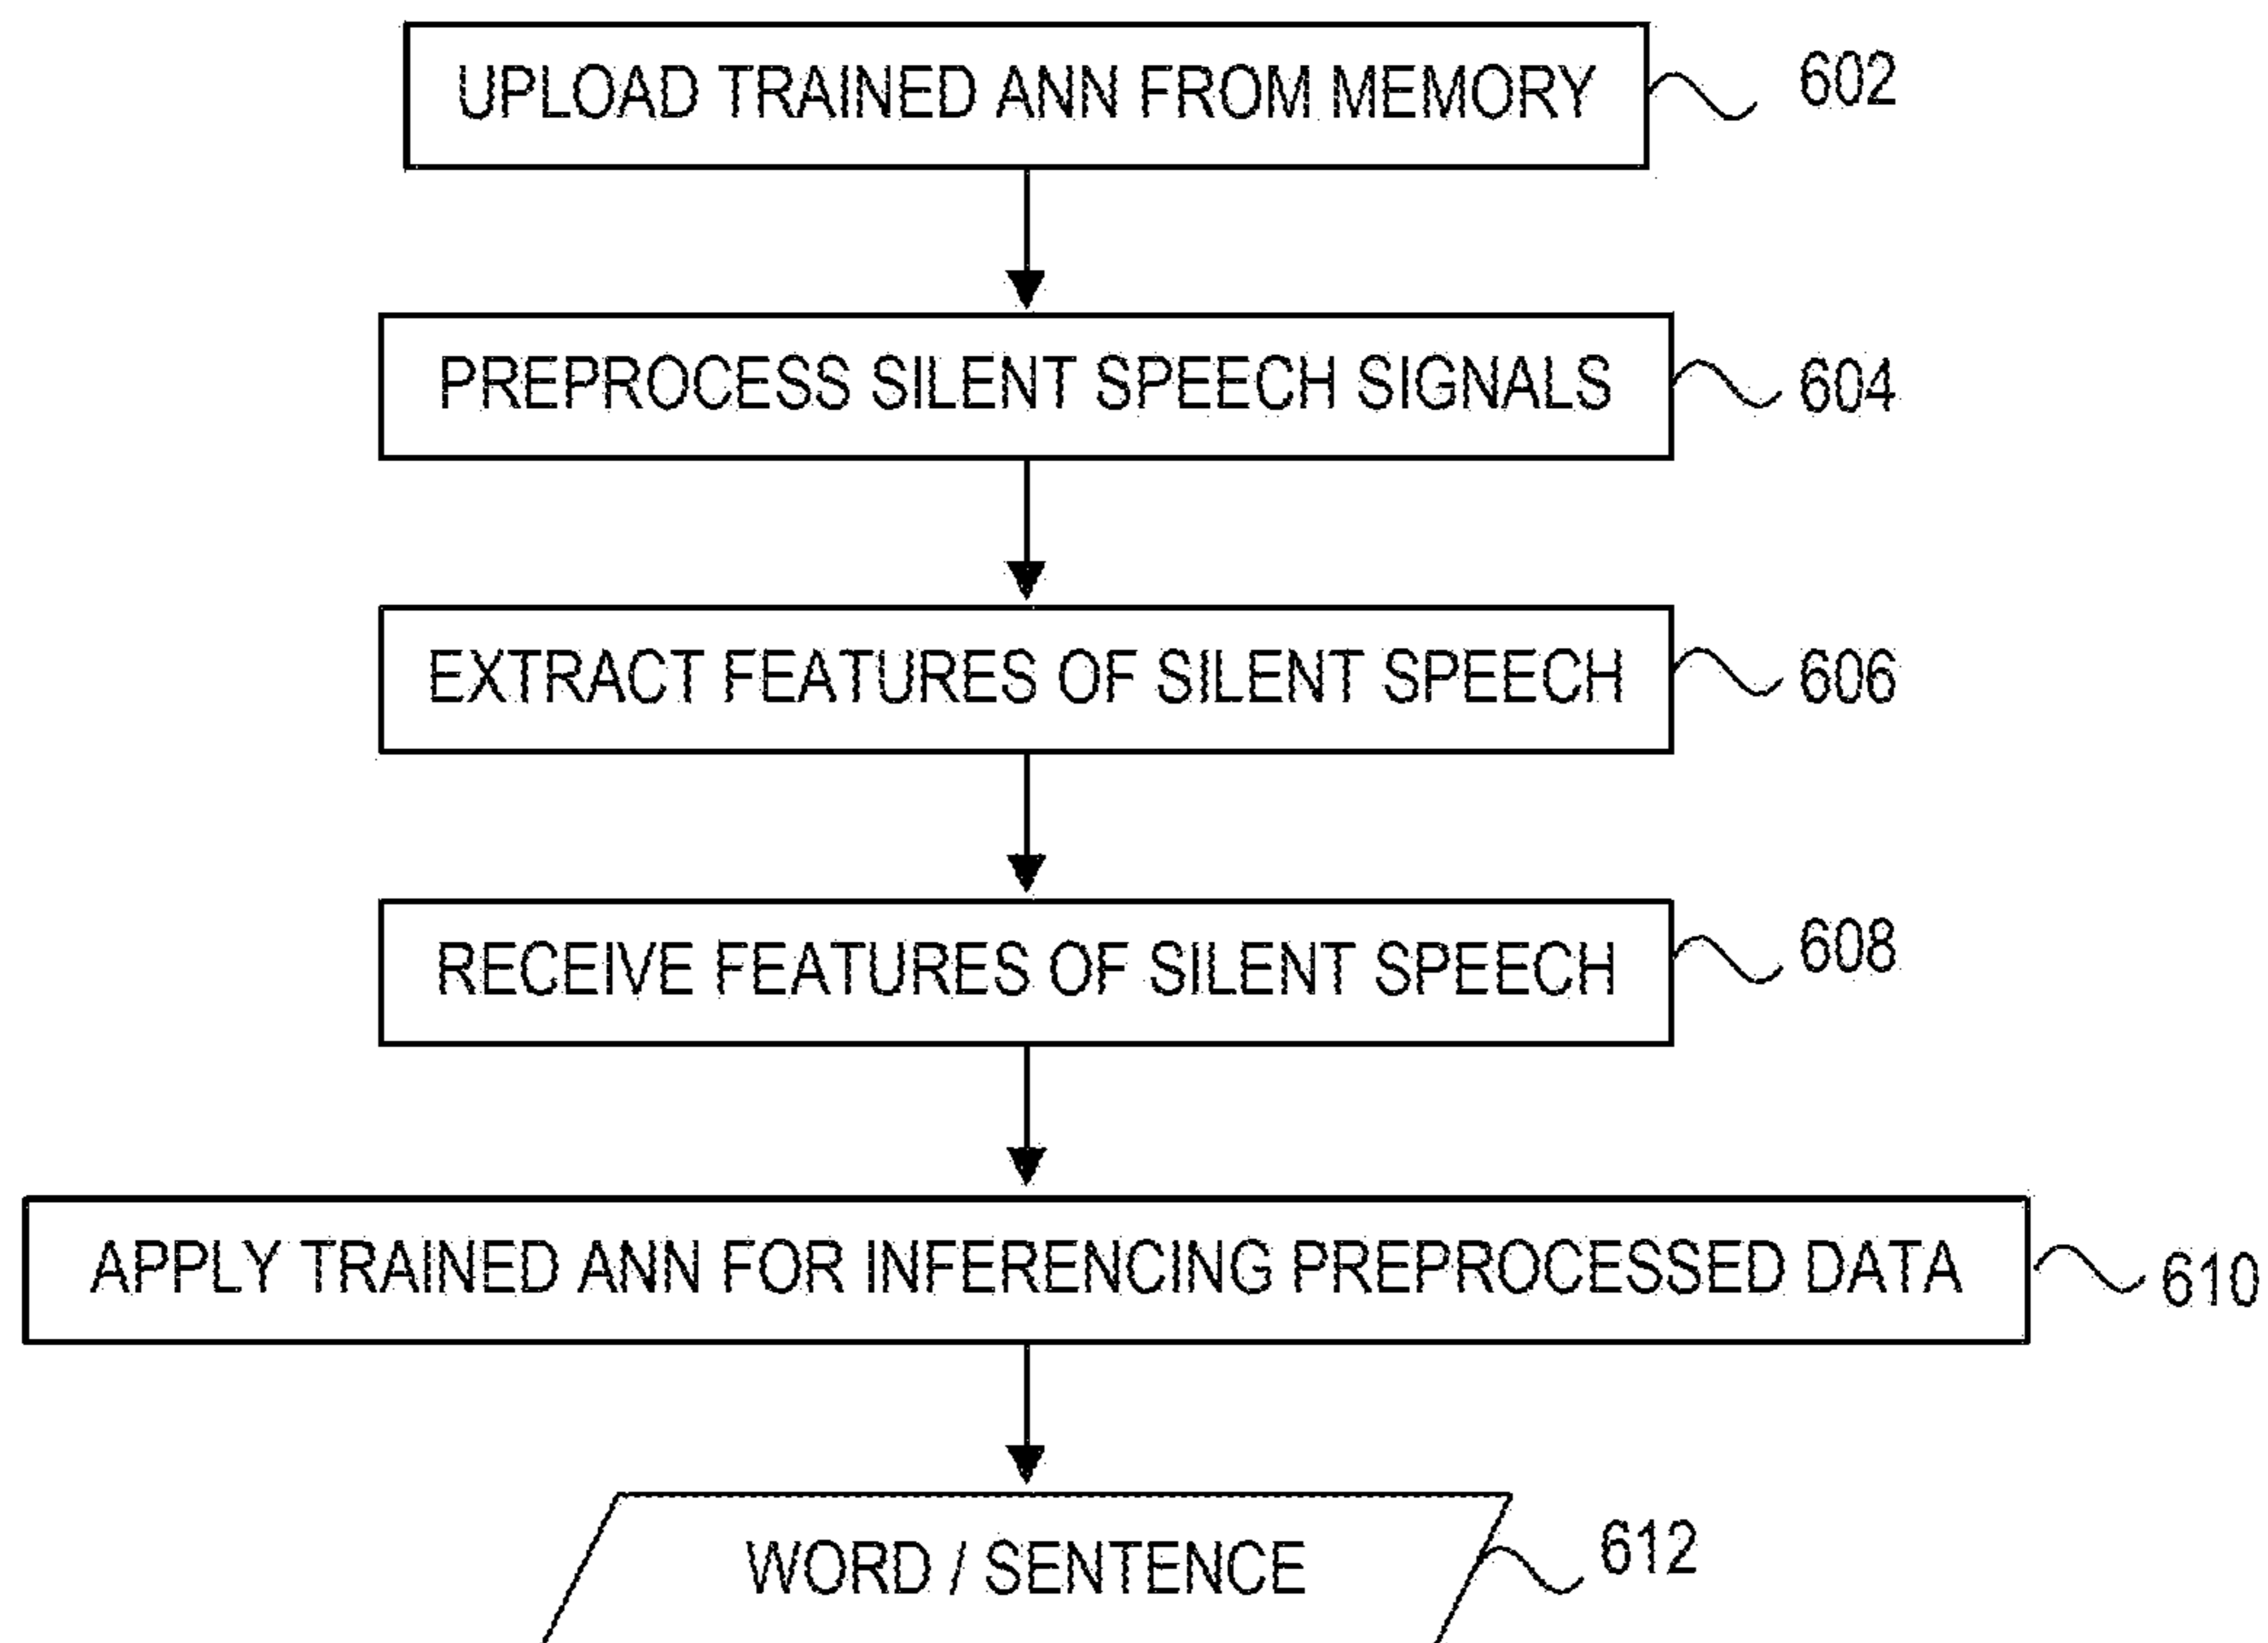 UPLOAD TRAINED ANN FROM MEMORY 602
PREPROCESS SILENT SPEECH SIGNALS 604
EXTRACT FEATURES OF SILENT SPEECH 606
RECEIVE FEATURES OF SILENT SPEECH 608
APPLY TRAINED ANN FOR INFERENCING PREPROCESSED DATA 610
WORD / SENTENCE 612